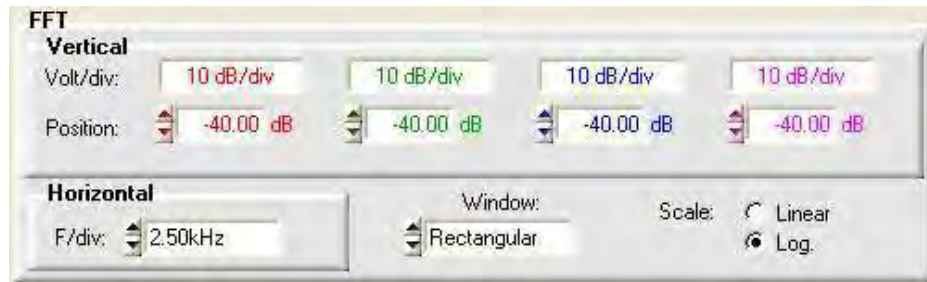 FFT
Vertical
Volt/div: 10 dB/div 10 dB/div 10 dB/div 10 dB/div
Position: -40.00 dB -40.00 dB -40.00 dB -40.00 dB
Horizontal
F/div: 2.50kHz
Window:
Rectangular
Scale: Linear
Log.